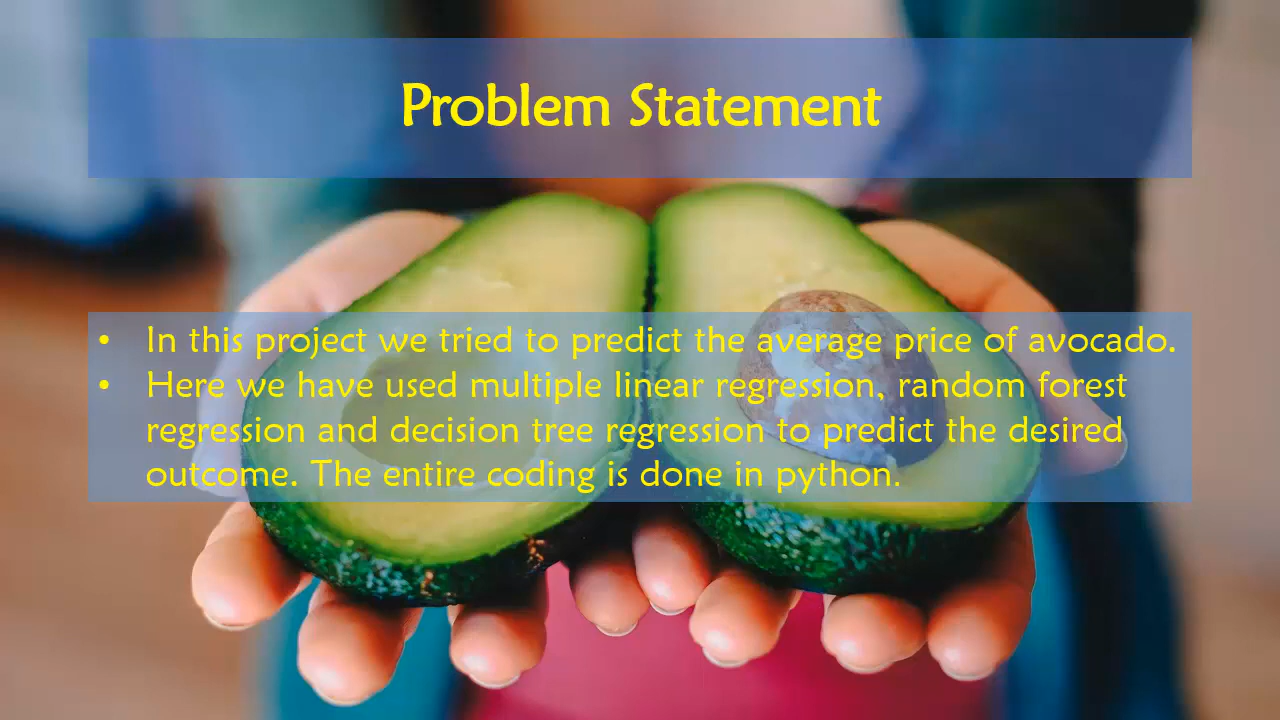 Problem Statement
• In this project we tried to predict the average price of avocado.
• Here we have used multiple linear regression, random forest
regression and decision tree regression to predict the desired
outcome. The entire coding is done in python.